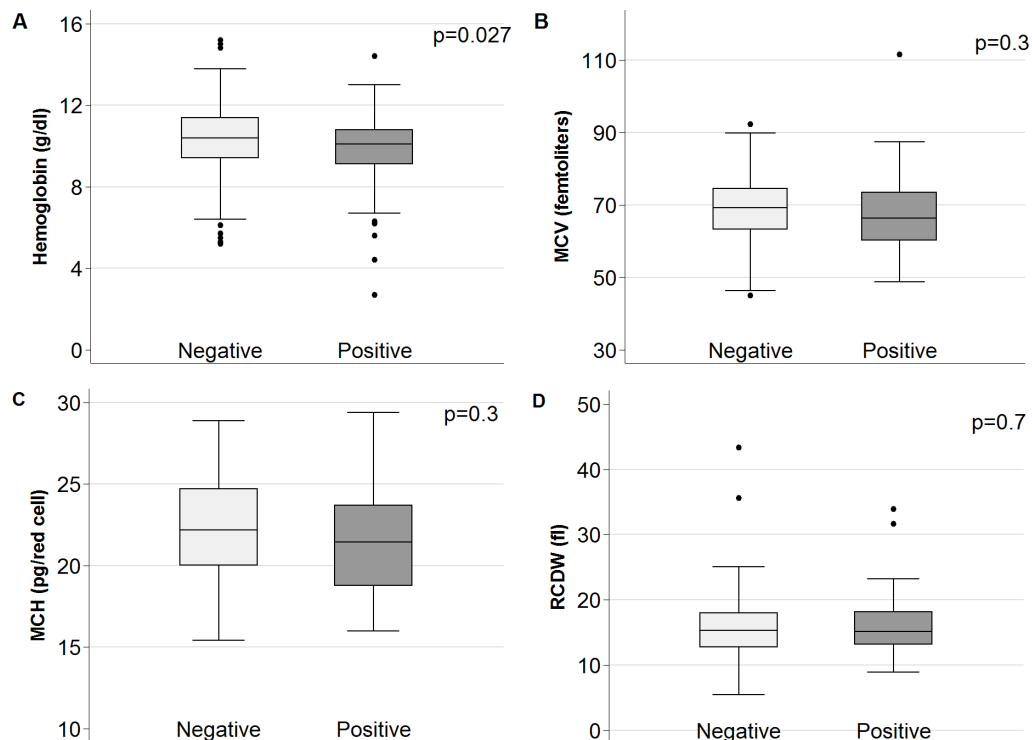 A
p=0.027
Hemoglobin (g/dl)
16
12
8
4
0
Negative
Positive
B
p=0.3
MCV (femtoliters)
110
90
70
50
30
Negative
Positive
C
p=0.3
MCH (pg/red cell)
30
25
20
15
10
Negative
Positive
D
p=0.7
RCDW (fl)
50
40
30
20
10
0
Negative
Positive